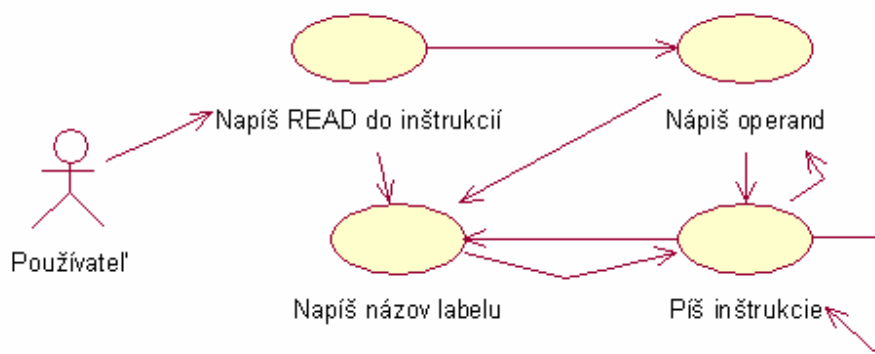 Napíš READ do inštrukcií
Nápiš operand
Používateľ
Napíš názov labelu
Píš inštrukcie